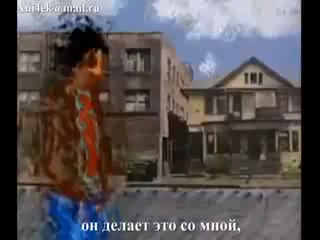 Ani4ek@mail.ru
он делает это со мной,